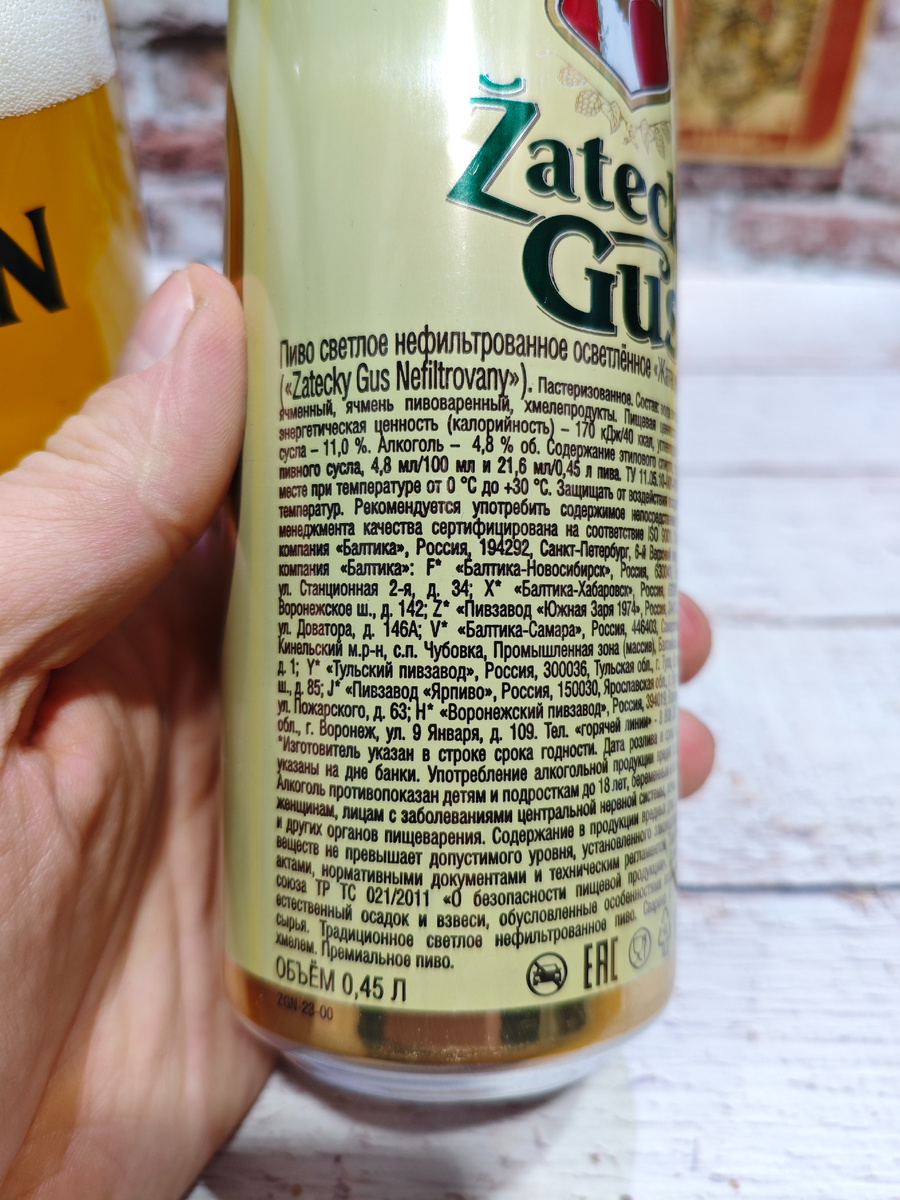 Žatecký
Gus
N
Пиво светлое нефильтрованное осветлённое
(«Zatecky Gus Nefiltrovany»). Пастеризованное. Состав:
ячменный, ячмень пивоваренный, хмелепродукты. Пищевая
энергетическая ценность (калорийность) – 170 кДж/40 ккал,
сусла – 11,0 %. Алкоголь – 4,8 % об. Содержание этилового
пивного сусла, 4,8 мл/100 мл и 21,6 мл/0,45 л пива. ТУ
месте при температуре от 0 °С до +30 °С. Защищать от воздействия
температур. Рекомендуется употребить содержимое
менеджмента качества сертифицирована на соответствие ISO
компания «Балтика», Россия, 194292, Санкт-Петербург, 6-й
компания «Балтика»: F* «Балтика-Новосибирск», Россия,
ул. Станционная 2-я, д. 34; X* «Балтика-Хабаровск», Россия,
Воронежское ш., д. 142; Z* «Пивзавод «Южная Заря 1974»,
ул. Доватора, д. 146А; V* «Балтика-Самара», Россия, 446403,
Кинельский м.р-н, с.п. Чубовка, Промышленная зона (массив),
д. 1; Y* «Тульский пивзавод», Россия, 300036, Тульская обл., г.
ш., д. 85; J* «Пивзавод «Ярпиво», Россия, 150030, Ярославская
ул. Пожарского, д. 63; H* «Воронежский пивзавод», Россия,
обл., г. Воронеж, ул. 9 Января, д. 109. Тел. «горячей линии» -
*Изготовитель указан в строке срока годности. Дата розлива и
указаны на дне банки. Употребление алкогольной продукции
Алкоголь противопоказан детям и подросткам до 18 лет, беременным
женщинам, лицам с заболеваниями центральной нервной системы,
и других органов пищеварения. Содержание в продукции вредных
веществ не превышает допустимого уровня, установленного
актами, нормативными документами и техническим
союза ТР ТС 021/2011 «О безопасности пищевой продукции».
естественный осадок и взвеси, обусловленные особенностями
сырья. Традиционное светлое нефильтрованное пиво.
хмелем. Премиальное пиво.
ОБЪЁМ 0,45 Л
EAC
ZGN-23-00